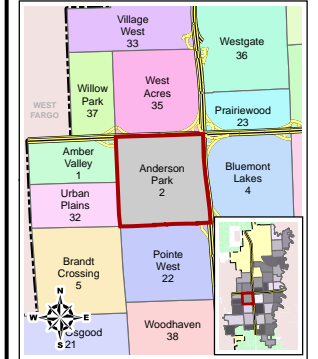 Village
West
33
Westgate
36
Willow
Park
37
West
Acres
35
WEST
FARGO
Prairiewood
23
Amber
Valley
1
Anderson
Park
2
Bluemont
Lakes
4
Urban
Plains
32
Brandt
Crossing
5
Pointe
West
22
N
W
E
S
Osgood
21
Woodhaven
38